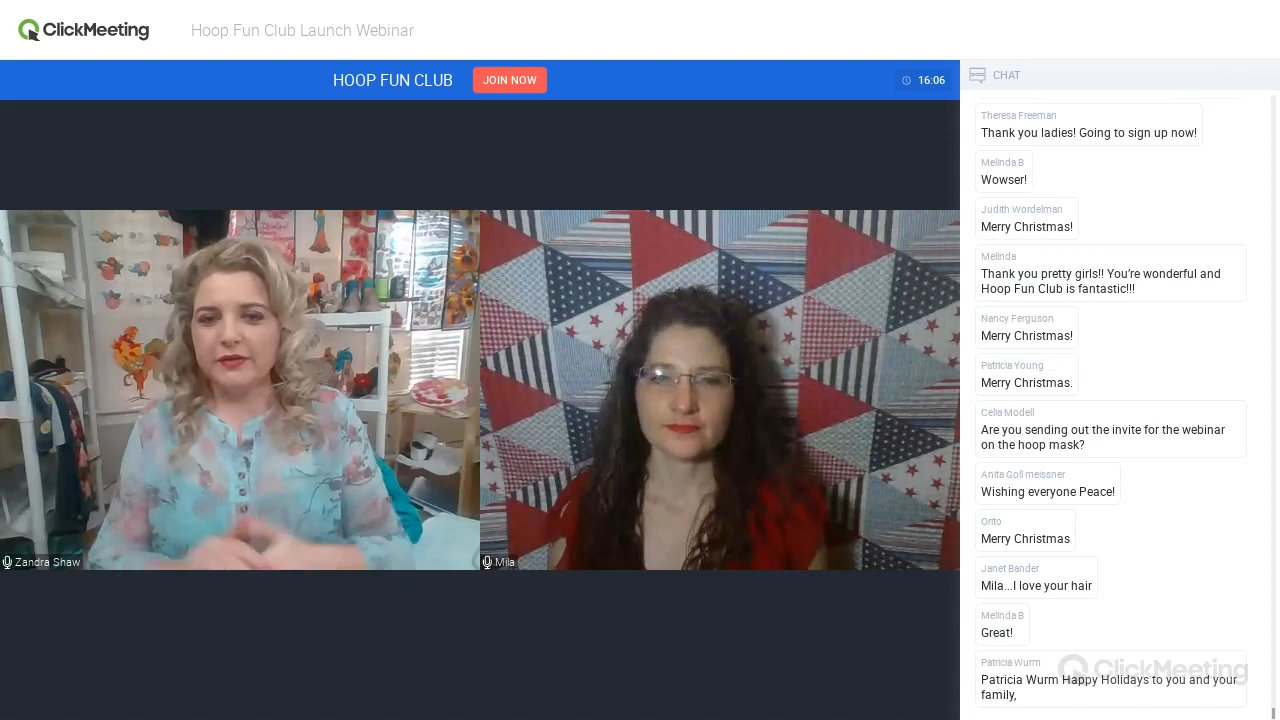 ClickMeeting
Hoop Fun Club Launch Webinar
HOOP FUN CLUB
JOIN NOW
16:06
CHAT
Theresa Freeman
Thank you ladies! Going to sign up now!
Melinda B
Wowser!
Judith Wordelman
Merry Christmas!
Melinda
Thank you pretty girls!! You're wonderful and
Hoop Fun Club is fantastic!!!
Nancy Ferguson
Merry Christmas!
Patricia Young
Merry Christmas.
Celia Modell
Are you sending out the invite for the webinar
on the hoop mask?
Anite Goll meissner
Wishing everyone Peace!
Orito
Merry Christmas
Janet Bander
Mila...I love your hair
Melinda B
Great!
Patricia Wurm
ClickMeeting
Patricia Wurm Happy Holidays to you and your
family,
Zandra Shaw
Mila